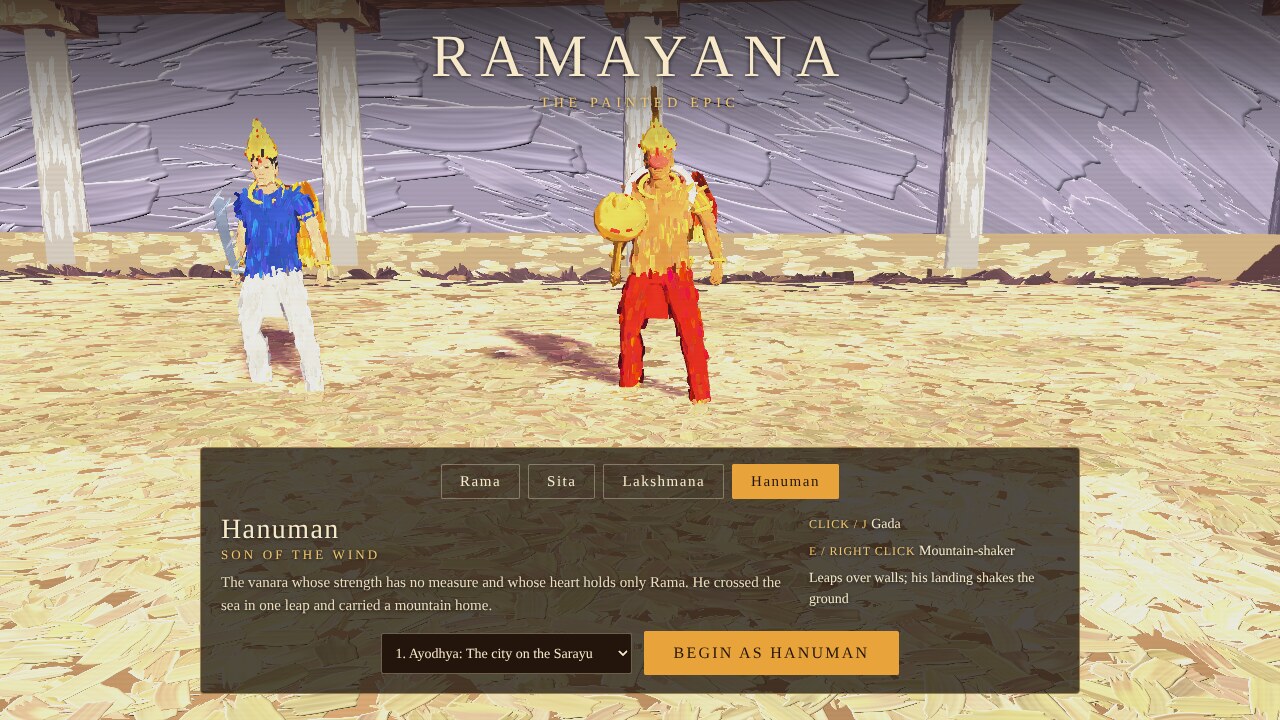 RAMAYANA
THE PAINTED EPIC
Rama
Sita
Lakshmana
Hanuman
Hanuman
SON OF THE WIND
The vanara whose strength has no measure and whose heart holds only Rama. He crossed the
sea in one leap and carried a mountain home.
CLICK / J Gada
E / RIGHT CLICK Mountain-shaker
Leaps over walls; his landing shakes the
ground
1. Ayodhya: The city on the Sarayu
BEGIN AS HANUMAN